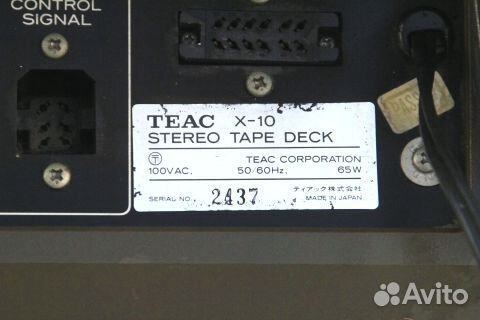 CONTROL
SIGNAL
PASSED
TEAC X-10
STEREO TAPE DECK
Ⓣ TEAC CORPORATION
100VAC. 50/60Hz. 65W
ティアック株式会社
SERIAL NO. 2437 MADE IN JAPAN
Avito